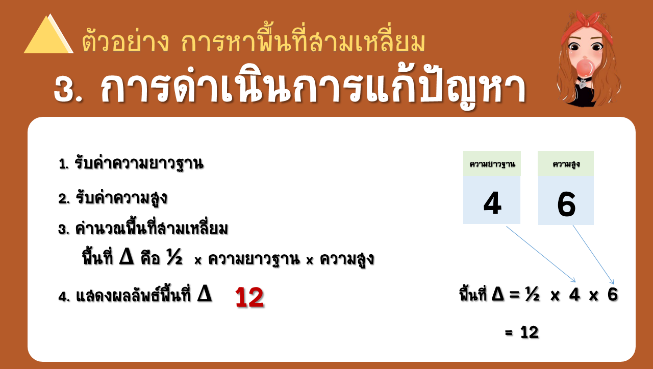 ตัวอย่าง การหาพื้นที่สามเหลี่ยม
3. การดำเนินการแก้ปัญหา
1. รับค่าความยาวฐาน
2. รับค่าความสูง
3. คำนวณพื้นที่สามเหลี่ยม
พื้นที่ Δ คือ ½ x ความยาวฐาน x ความสูง
4. แสดงผลลัพธ์พื้นที่ Δ 12
ความยาวฐาน ความสูง
4 6
พื้นที่ Δ = ½ x 4 x 6
= 12